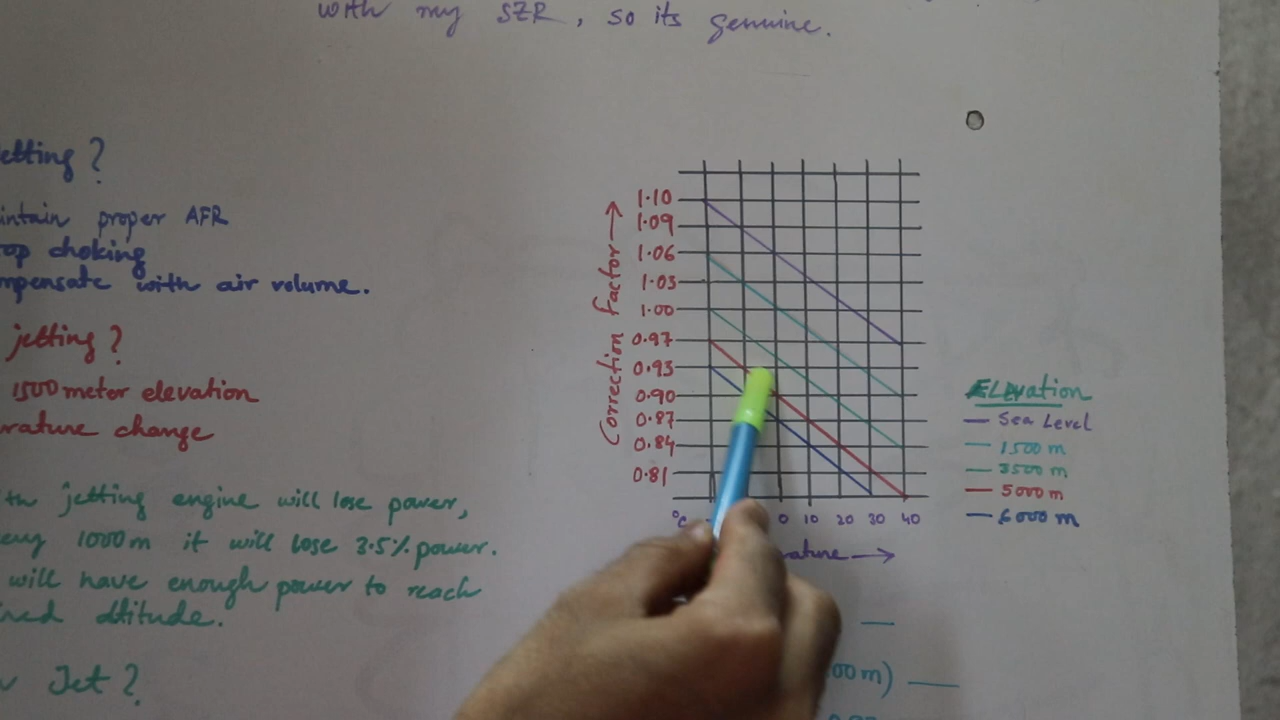 with my SZR, so its genuine.
etting?
intain proper AFR
op choking
mpensate with air volume.
jetting?
1500 meter elevation
rature change
th jetting engine will lose power,
ery 1000m it will lose 3.5% power.
will have enough power to reach
altitude.
Jet?
Correction factor →
1.10
1.09
1.06
1.03
1.00
0.97
0.93
0.90
0.87
0.84
0.81
°C
0 10 20 30 40
ature →
ELEvation
— Sea Level
— 1500 m
— 3500 m
— 5000 m
— 6000 m
—
00m) —